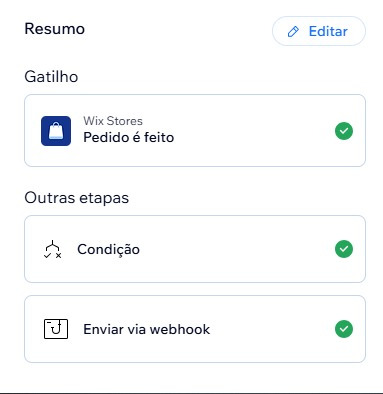 Resumo
Editar
Gatilho
Wix Stores
Pedido é feito
Outras etapas
Condição
Enviar via webhook